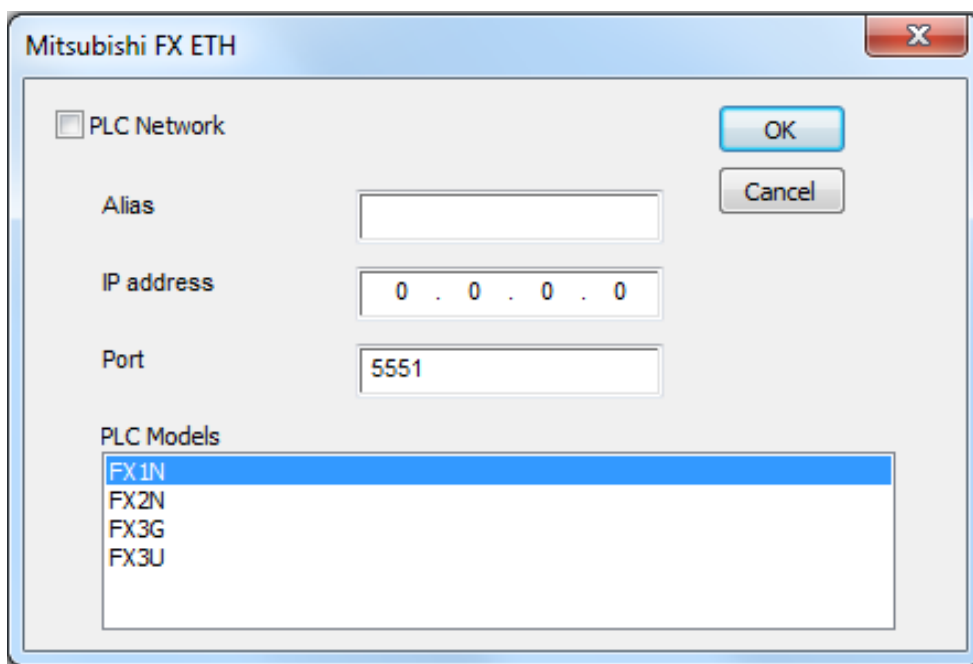 Mitsubishi FX ETH
PLC Network
OK
Cancel
Alias
IP address
0 . 0 . 0 . 0
Port
5551
PLC Models
FX1N
FX2N
FX3G
FX3U